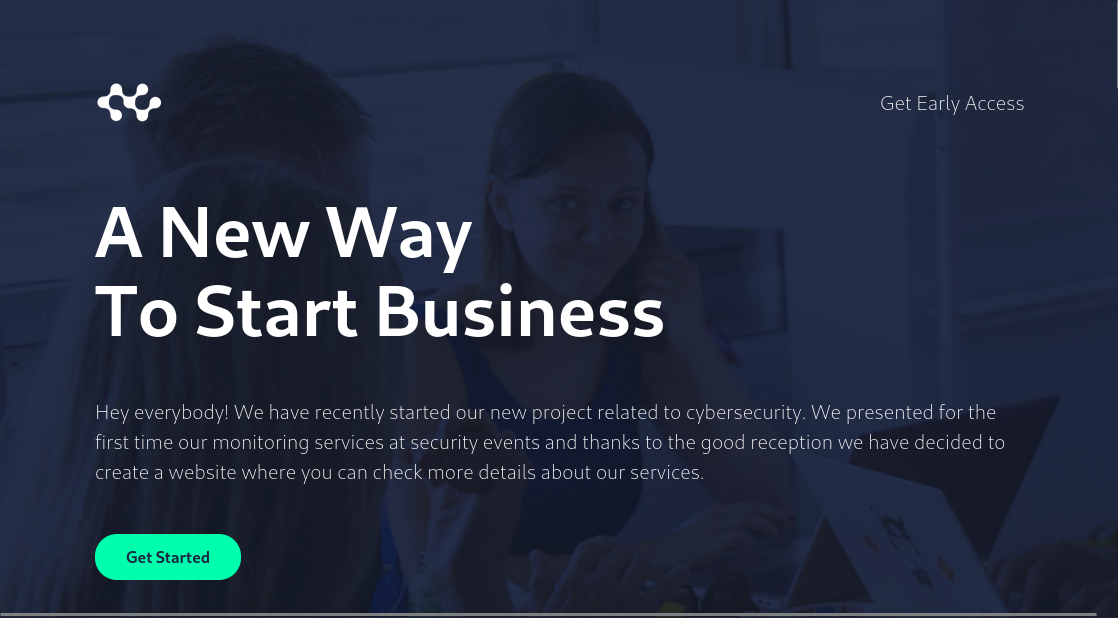 Get Early Access
A New Way
To Start Business
Hey everybody! We have recently started our new project related to cybersecurity. We presented for the
first time our monitoring services at security events and thanks to the good reception we have decided to
create a website where you can check more details about our services.
Get Started